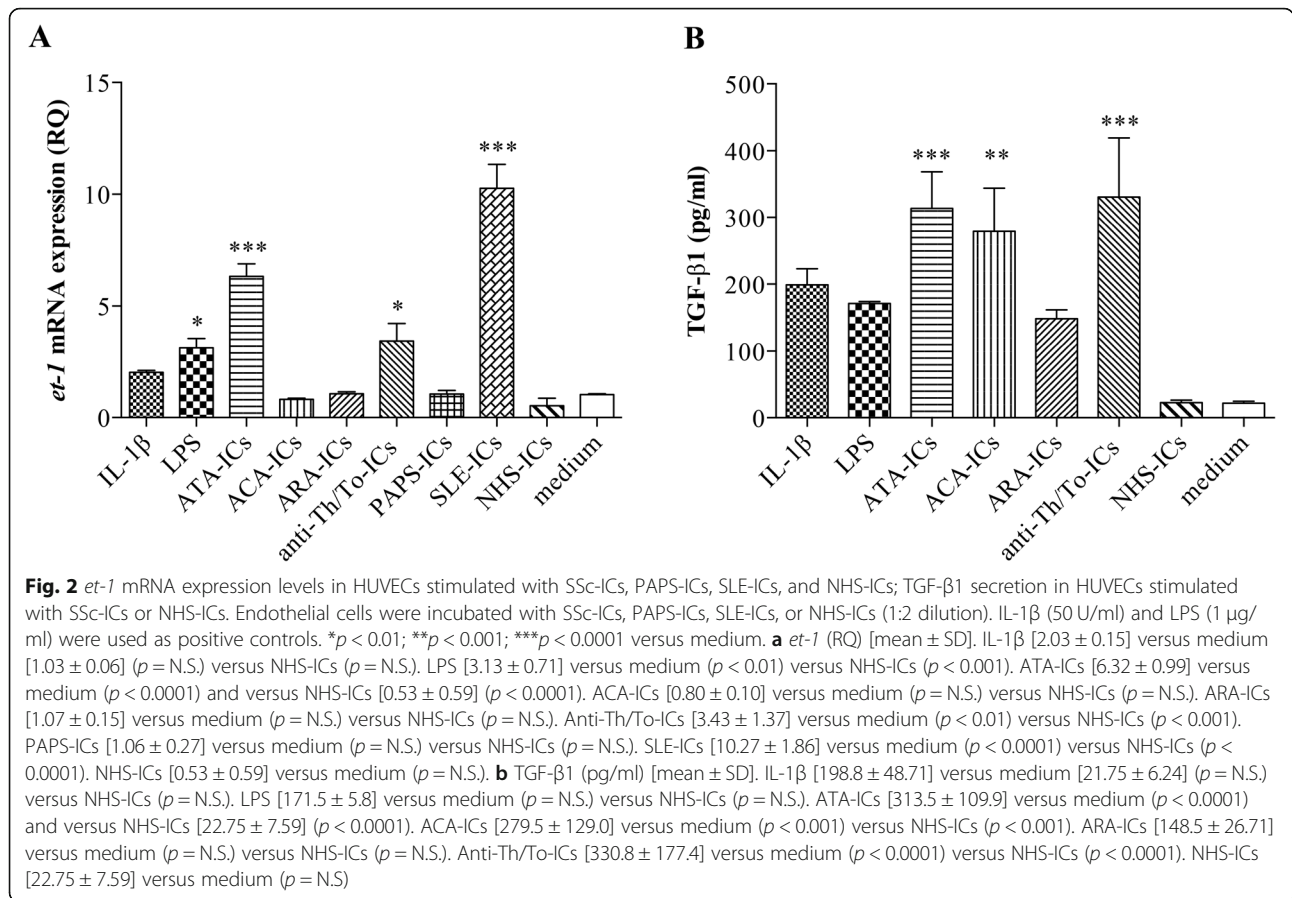 A
et-1 mRNA expression (RQ)
15
10
5
0
***
***
*
*
IL-1β
LPS
ATA-ICs
ACA-ICs
ARA-ICs
anti-Th/To-ICs
PAPS-ICs
SLE-ICs
NHS-ICs
medium
B
TGF-β1 (pg/ml)
500
400
300
200
100
0
***
**
***
IL-1β
LPS
ATA-ICs
ACA-ICs
ARA-ICs
anti-Th/To-ICs
NHS-ICs
medium
Fig. 2 et-1 mRNA expression levels in HUVECs stimulated with SSc-ICs, PAPS-ICs, SLE-ICs, and NHS-ICs; TGF-β1 secretion in HUVECs stimulated
with SSc-ICs or NHS-ICs. Endothelial cells were incubated with SSc-ICs, PAPS-ICs, SLE-ICs, or NHS-ICs (1:2 dilution). IL-1β (50 U/ml) and LPS (1 μg/
ml) were used as positive controls. *p < 0.01; **p < 0.001; ***p < 0.0001 versus medium. a et-1 (RQ) [mean ± SD]. IL-1β [2.03 ± 0.15] versus medium
[1.03 ± 0.06] (p = N.S.) versus NHS-ICs (p = N.S.). LPS [3.13 ± 0.71] versus medium (p < 0.01) versus NHS-ICs (p < 0.001). ATA-ICs [6.32 ± 0.99] versus
medium (p < 0.0001) and versus NHS-ICs [0.53 ± 0.59] (p < 0.0001). ACA-ICs [0.80 ± 0.10] versus medium (p = N.S.) versus NHS-ICs (p = N.S.). ARA-ICs
[1.07 ± 0.15] versus medium (p = N.S.) versus NHS-ICs (p = N.S.). Anti-Th/To-ICs [3.43 ± 1.37] versus medium (p < 0.01) versus NHS-ICs (p < 0.001).
PAPS-ICs [1.06 ± 0.27] versus medium (p = N.S.) versus NHS-ICs (p = N.S.). SLE-ICs [10.27 ± 1.86] versus medium (p < 0.0001) versus NHS-ICs (p <
0.0001). NHS-ICs [0.53 ± 0.59] versus medium (p = N.S.). b TGF-β1 (pg/ml) [mean ± SD]. IL-1β [198.8 ± 48.71] versus medium [21.75 ± 6.24] (p = N.S.)
versus NHS-ICs (p = N.S.). LPS [171.5 ± 5.8] versus medium (p = N.S.) versus NHS-ICs (p = N.S.). ATA-ICs [313.5 ± 109.9] versus medium (p < 0.0001)
and versus NHS-ICs [22.75 ± 7.59] (p < 0.0001). ACA-ICs [279.5 ± 129.0] versus medium (p < 0.001) versus NHS-ICs (p < 0.001). ARA-ICs [148.5 ± 26.71]
versus medium (p = N.S.) versus NHS-ICs (p = N.S.). Anti-Th/To-ICs [330.8 ± 177.4] versus medium (p < 0.0001) versus NHS-ICs (p < 0.0001). NHS-ICs
[22.75 ± 7.59] versus medium (p = N.S)